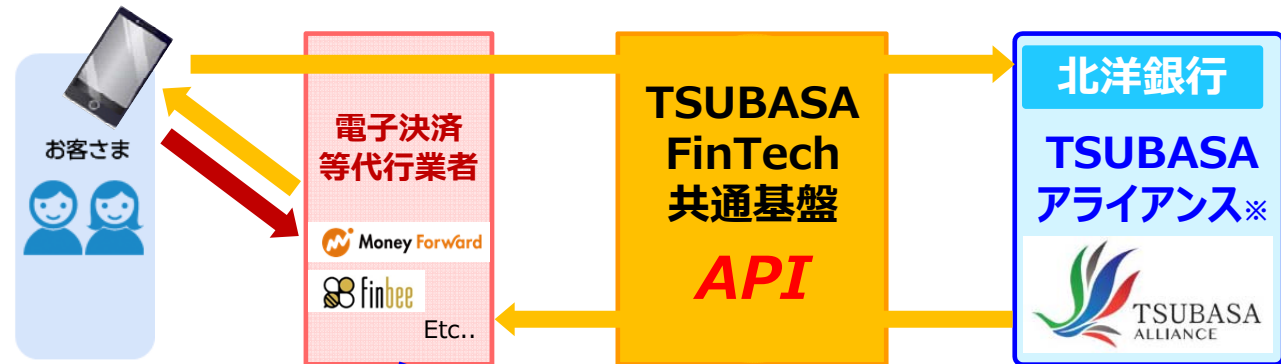 お客さま
電子決済
等代行業者
Money Forward
finbee
Etc..
TSUBASA
FinTech
共通基盤
API
北洋銀行
TSUBASA
アライアンス※
TSUBASA
ALLIANCE